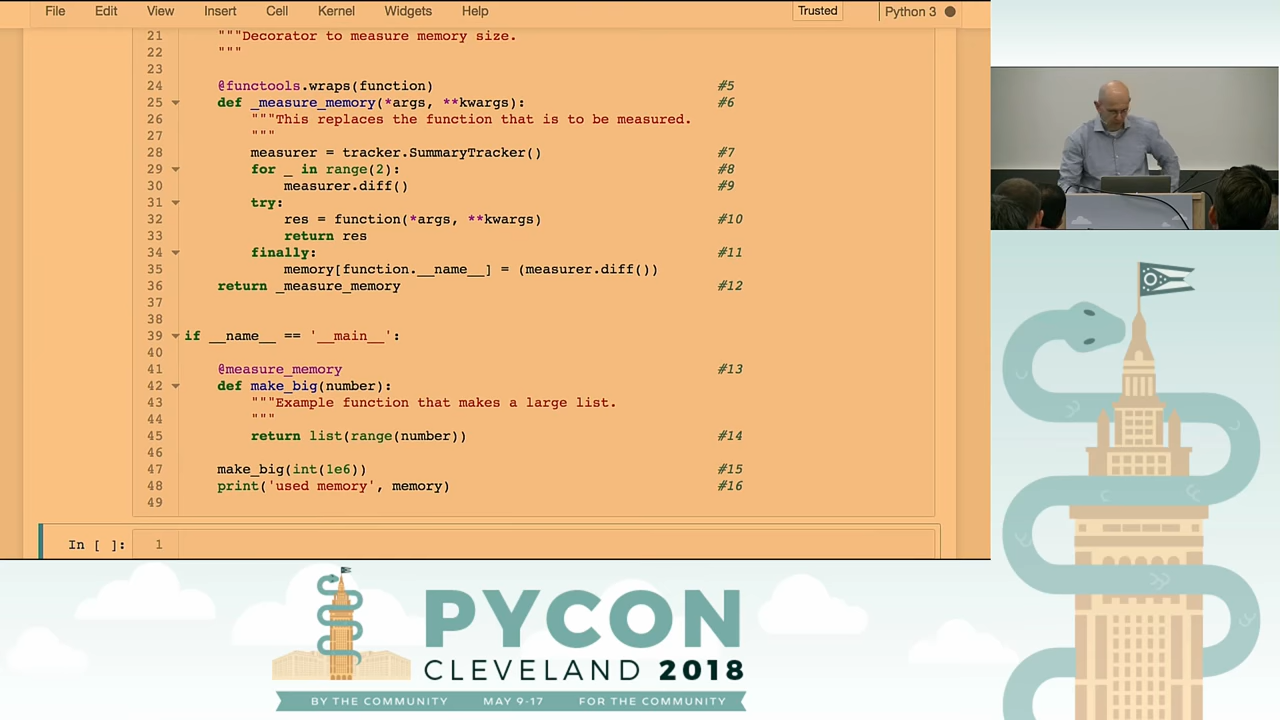 File Edit View Insert Cell Kernel Widgets Help Trusted Python 3
21 """Decorator to measure memory size.
22 """
23
24 @functools.wraps(function) #5
25 def _measure_memory(*args, **kwargs): #6
26 """This replaces the function that is to be measured.
27 """
28 measurer = tracker.SummaryTracker() #7
29 for _ in range(2): #8
30 measurer.diff() #9
31 try:
32 res = function(*args, **kwargs) #10
33 return res
34 finally: #11
35 memory[function.__name__] = (measurer.diff())
36 return _measure_memory #12
37
38
39 if __name__ == '__main__':
40
41 @measure_memory #13
42 def make_big(number):
43 """Example function that makes a large list.
44 """
45 return list(range(number)) #14
46
47 make_big(int(1e6)) #15
48 print('used memory', memory) #16
49
In [ ]: 1
PYCON
CLEVELAND 2018
BY THE COMMUNITY MAY 9-17 FOR THE COMMUNITY